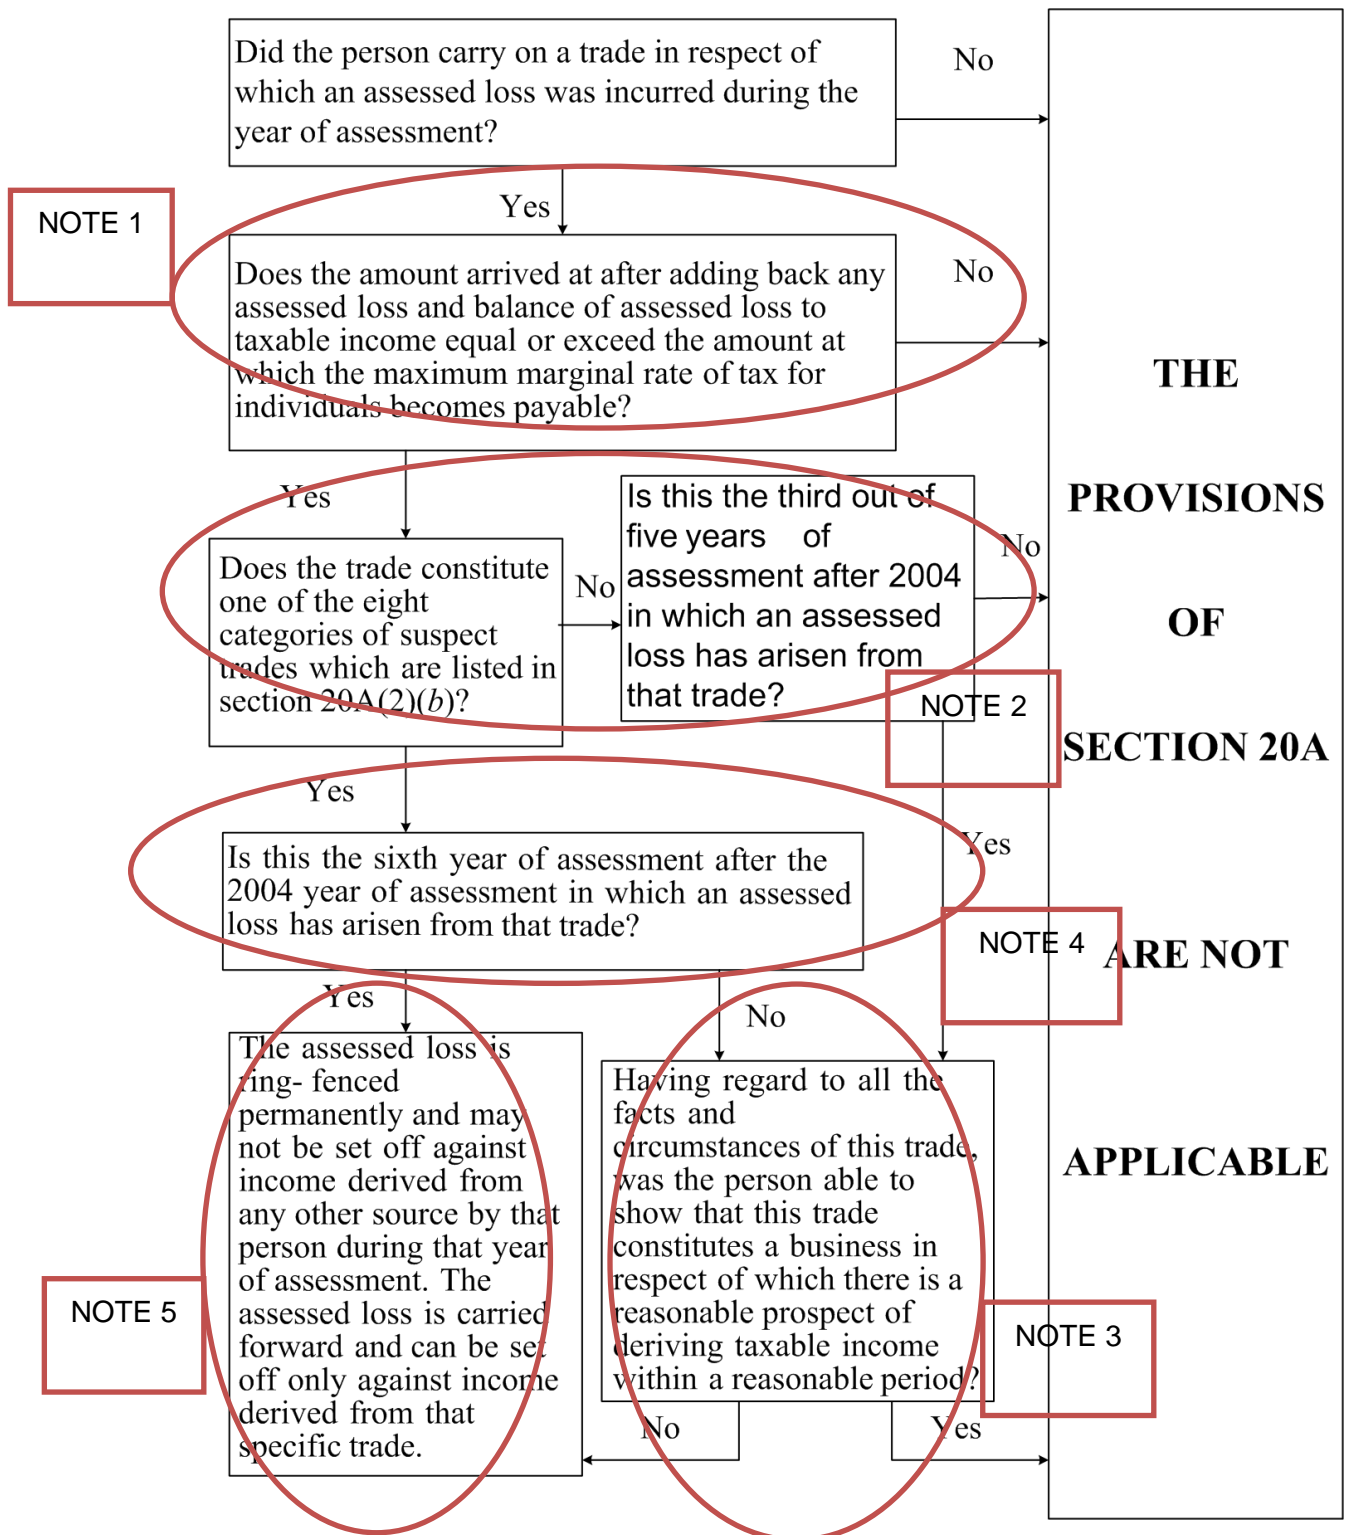 Did the person carry on a trade in respect of
which an assessed loss was incurred during the
year of assessment?
No
NOTE 1
Yes
Does the amount arrived at after adding back any
assessed loss and balance of assessed loss to
taxable income equal or exceed the amount at
which the maximum marginal rate of tax for
individuals becomes payable?
No
Yes
Does the trade constitute
one of the eight
categories of suspect
trades which are listed in
section 20A(2)(b)?
No
Is this the third out of
five years of
assessment after 2004
in which an assessed
loss has arisen from
that trade?
No
NOTE 2
Yes
Is this the sixth year of assessment after the
2004 year of assessment in which an assessed
loss has arisen from that trade?
Yes
NOTE 4
Yes
No
The assessed loss is
ring- fenced
permanently and may
not be set off against
income derived from
any other source by that
person during that year
of assessment. The
assessed loss is carried
forward and can be set
off only against income
derived from that
specific trade.
NOTE 5
Having regard to all the
facts and
circumstances of this trade,
was the person able to
show that this trade
constitutes a business in
respect of which there is a
reasonable prospect of
deriving taxable income
within a reasonable period?
NOTE 3
No
Yes
THE
PROVISIONS
OF
SECTION 20A
ARE NOT
APPLICABLE